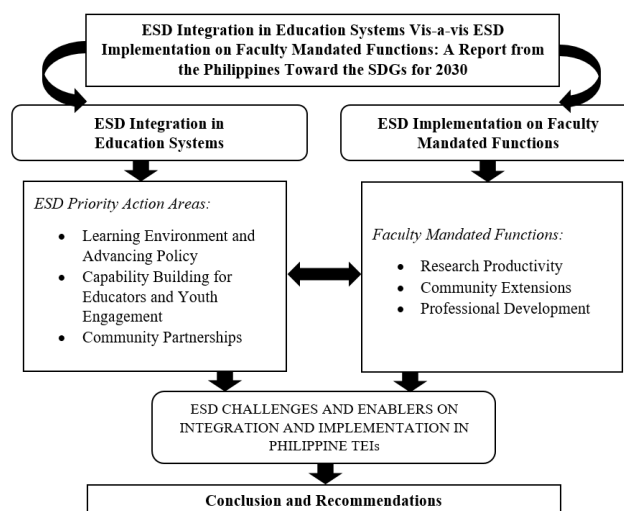 ESD Integration in Education Systems Vis-a-vis ESD
Implementation on Faculty Mandated Functions: A Report from
the Philippines Toward the SDGs for 2030
ESD Integration in
Education Systems
ESD Implementation on Faculty
Mandated Functions
ESD Priority Action Areas:
• Learning Environment and
Advancing Policy
• Capability Building for
Educators and Youth
Engagement
• Community Partnerships
Faculty Mandated Functions:
• Research Productivity
• Community Extensions
• Professional Development
ESD CHALLENGES AND ENABLERS ON
INTEGRATION AND IMPLEMENTATION IN
PHILIPPINE TEIs
Conclusion and Recommendations